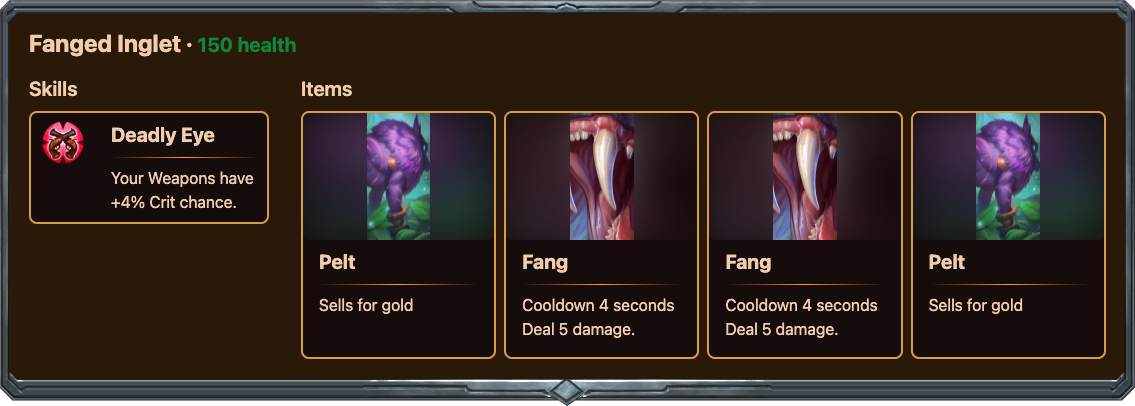 Fanged Inglet · 150 health
Skills
Deadly Eye
Your Weapons have
+4% Crit chance.
Items
Pelt
Sells for gold
Fang
Cooldown 4 seconds
Deal 5 damage.
Fang
Cooldown 4 seconds
Deal 5 damage.
Pelt
Sells for gold